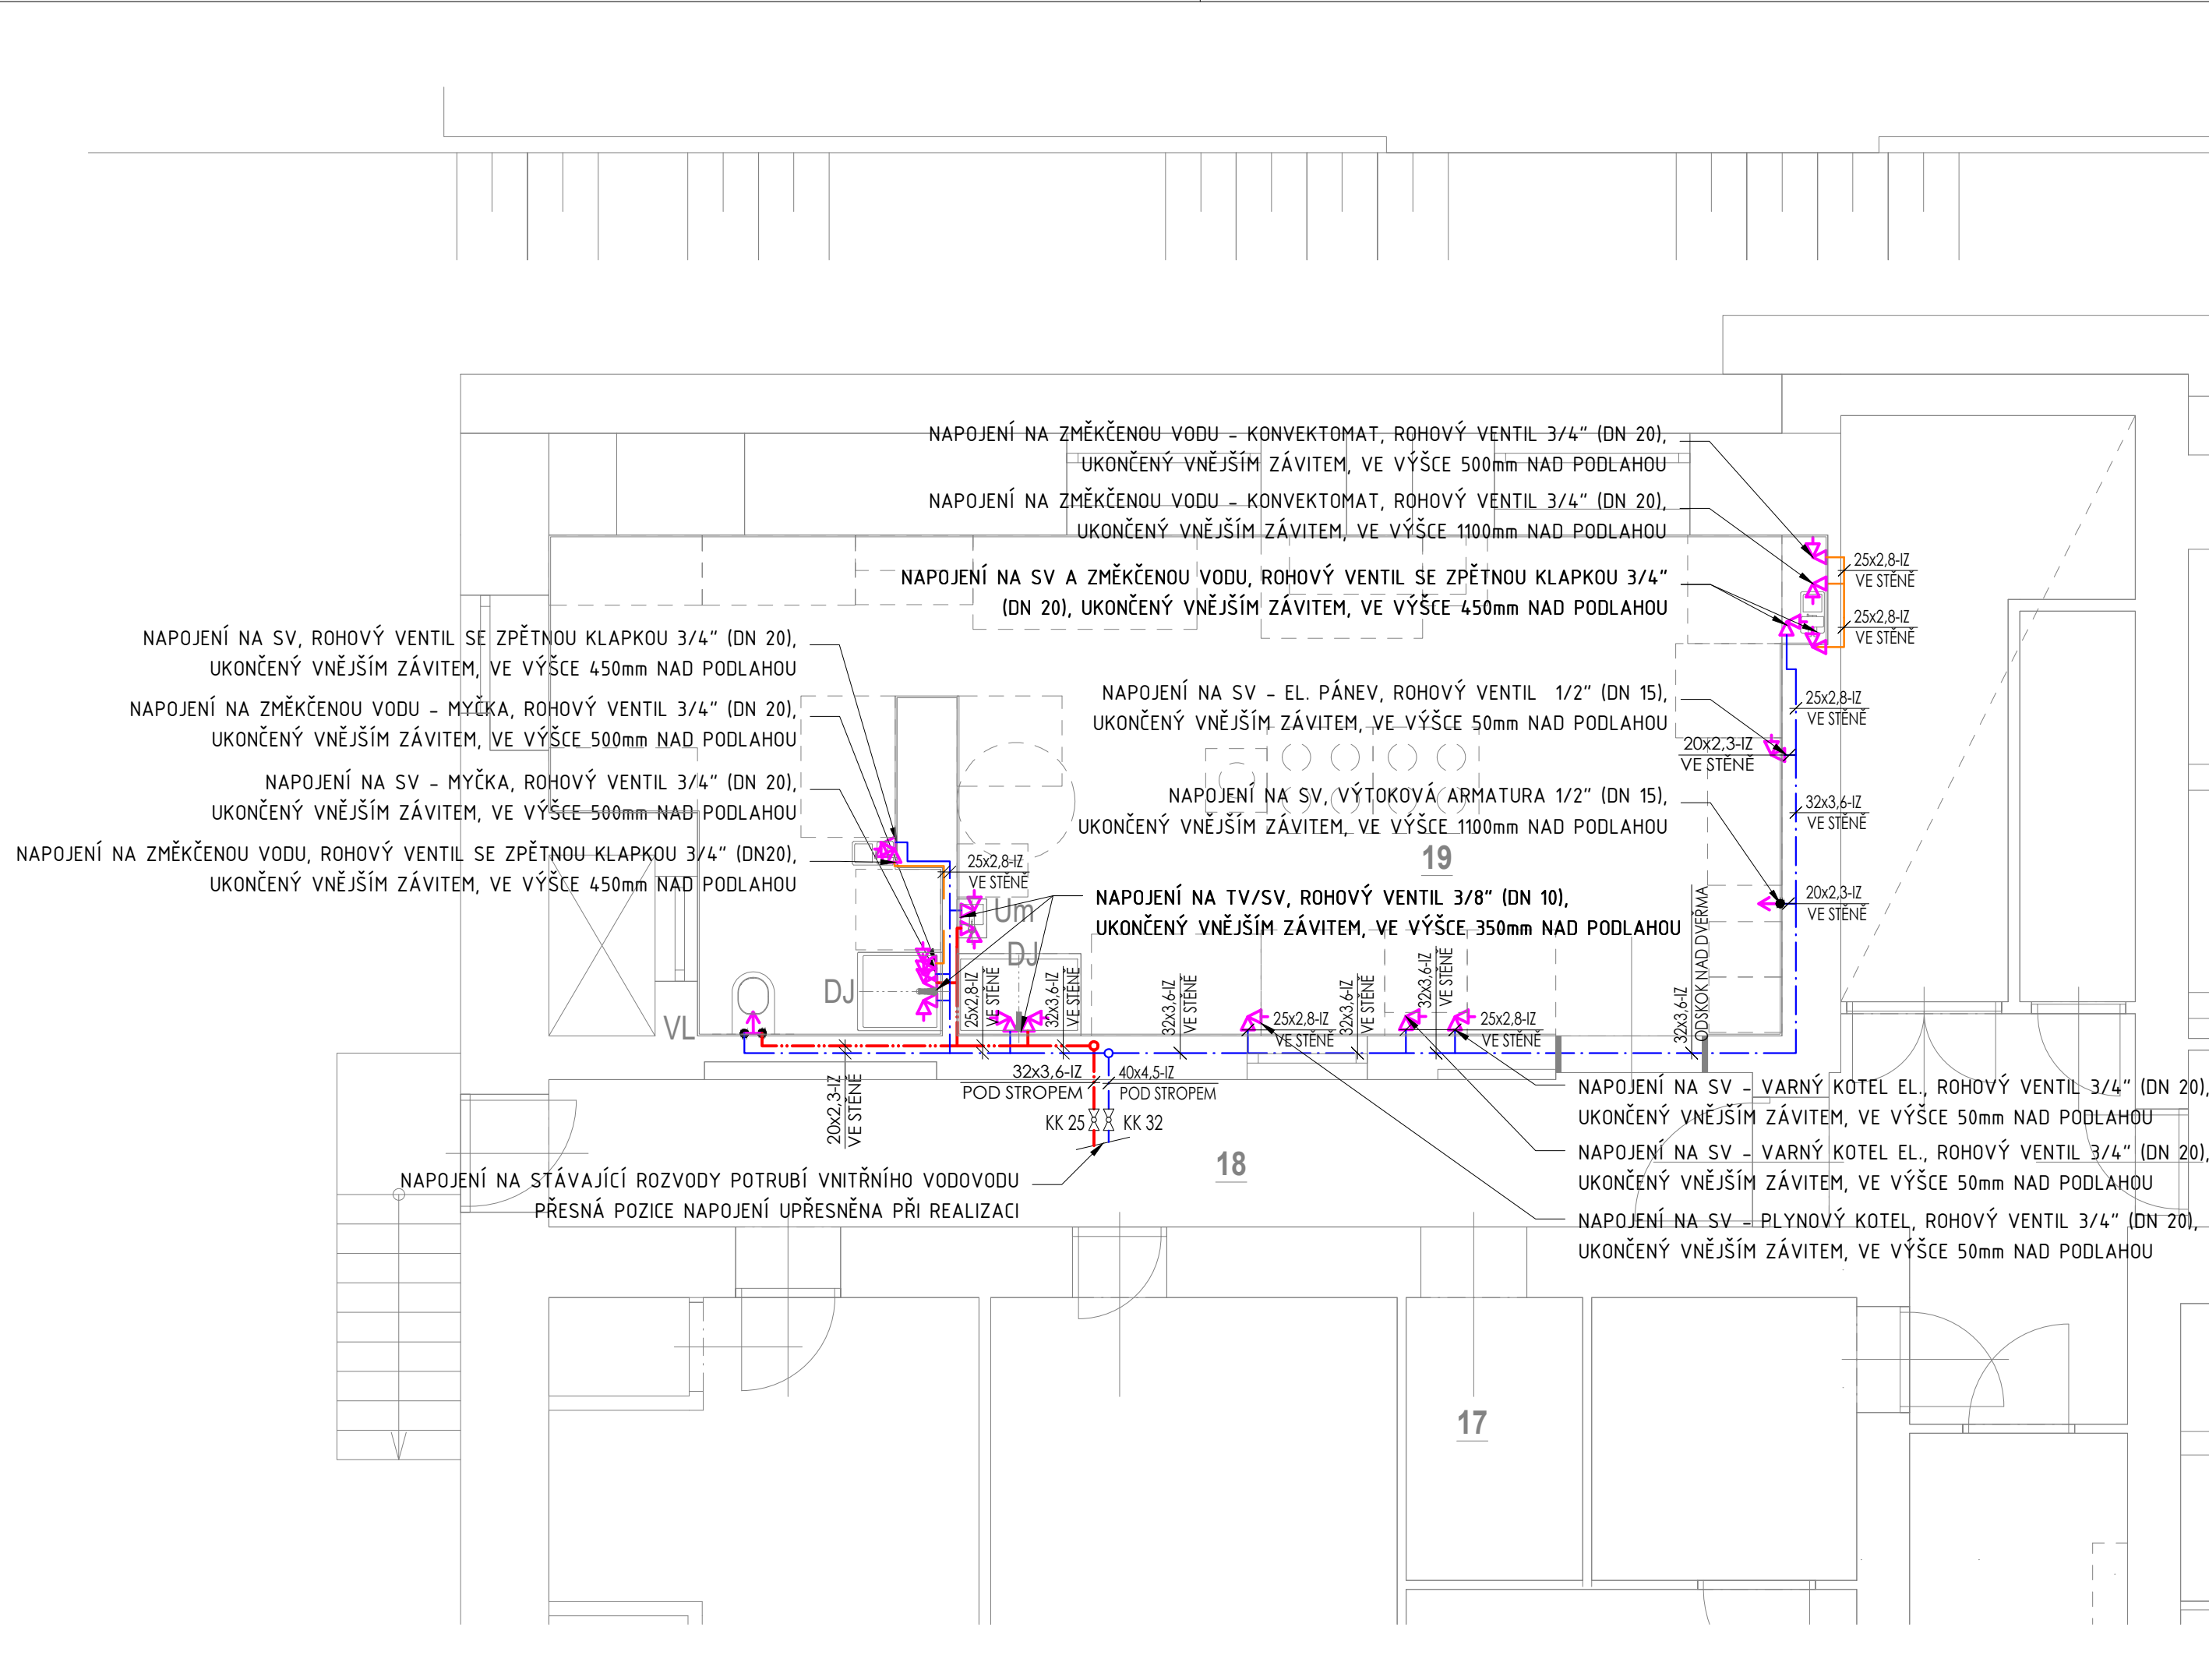 NAPOJENÍ NA ZMĚKČENOU VODU - KONVEKTOMAT, ROHOVÝ VENTIL 3/4" (DN 20),
UKONČENÝ VNĚJŠÍM ZÁVITEM, VE VÝŠCE 500mm NAD PODLAHOU
NAPOJENÍ NA ZMĚKČENOU VODU - KONVEKTOMAT, ROHOVÝ VENTIL 3/4" (DN 20),
UKONČENÝ VNĚJŠÍM ZÁVITEM, VE VÝŠCE 1100mm NAD PODLAHOU
NAPOJENÍ NA SV A ZMĚKČENOU VODU, ROHOVÝ VENTIL SE ZPĚTNOU KLAPKOU 3/4"
(DN 20), UKONČENÝ VNĚJŠÍM ZÁVITEM, VE VÝŠCE 450mm NAD PODLAHOU
25x2,8-IZ
VE STĚNĚ
25x2,8-IZ
VE STĚNĚ
NAPOJENÍ NA SV, ROHOVÝ VENTIL SE ZPĚTNOU KLAPKOU 3/4" (DN 20),
UKONČENÝ VNĚJŠÍM ZÁVITEM, VE VÝŠCE 450mm NAD PODLAHOU
NAPOJENÍ NA ZMĚKČENOU VODU - MYČKA, ROHOVÝ VENTIL 3/4" (DN 20),
UKONČENÝ VNĚJŠÍM ZÁVITEM, VE VÝŠCE 500mm NAD PODLAHOU
NAPOJENÍ NA SV - MYČKA, ROHOVÝ VENTIL 3/4" (DN 20),
UKONČENÝ VNĚJŠÍM ZÁVITEM, VE VÝŠCE 500mm NAD PODLAHOU
NAPOJENÍ NA ZMĚKČENOU VODU, ROHOVÝ VENTIL SE ZPĚTNOU KLAPKOU 3/4" (DN20),
UKONČENÝ VNĚJŠÍM ZÁVITEM, VE VÝŠCE 450mm NAD PODLAHOU
NAPOJENÍ NA SV - EL. PÁNEV, ROHOVÝ VENTIL 1/2" (DN 15),
UKONČENÝ VNĚJŠÍM ZÁVITEM, VE VÝŠCE 50mm NAD PODLAHOU
25x2,8-IZ
VE STĚNĚ
20x2,3-IZ
VE STĚNĚ
NAPOJENÍ NA SV, VÝTOKOVÁ ARMATURA 1/2" (DN 15),
UKONČENÝ VNĚJŠÍM ZÁVITEM, VE VÝŠCE 1100mm NAD PODLAHOU
32x3,6-IZ
VE STĚNĚ
19
25x2,8-IZ
VE STĚNĚ
NAPOJENÍ NA TV/SV, ROHOVÝ VENTIL 3/8" (DN 10),
UKONČENÝ VNĚJŠÍM ZÁVITEM, VE VÝŠCE 350mm NAD PODLAHOU
20x2,3-IZ
VE STĚNĚ
Um
DJ
DJ
VL
25x2,8-IZ
VE STĚNĚ
32x3,6-IZ
VE STĚNĚ
32x3,6-IZ
VE STĚNĚ
25x2,8-IZ
VE STĚNĚ
32x3,6-IZ
VE STĚNĚ
32x3,6-IZ
VE STĚNĚ
25x2,8-IZ
VE STĚNĚ
32x3,6-IZ
ODSKOK NAD DVEŘMA
20x2,3-IZ
VE STĚNĚ
32x3,6-IZ
POD STROPEM
40x4,5-IZ
POD STROPEM
KK 25
KK 32
NAPOJENÍ NA STÁVAJÍCÍ ROZVODY POTRUBÍ VNITŘNÍHO VODOVODU
PŘESNÁ POZICE NAPOJENÍ UPŘESNĚNA PŘI REALIZACI
18
NAPOJENÍ NA SV - VARNÝ KOTEL EL., ROHOVÝ VENTIL 3/4" (DN 20),
UKONČENÝ VNĚJŠÍM ZÁVITEM, VE VÝŠCE 50mm NAD PODLAHOU
NAPOJENÍ NA SV - VARNÝ KOTEL EL., ROHOVÝ VENTIL 3/4" (DN 20),
UKONČENÝ VNĚJŠÍM ZÁVITEM, VE VÝŠCE 50mm NAD PODLAHOU
NAPOJENÍ NA SV - PLYNOVÝ KOTEL, ROHOVÝ VENTIL 3/4" (DN 20),
UKONČENÝ VNĚJŠÍM ZÁVITEM, VE VÝŠCE 50mm NAD PODLAHOU
17